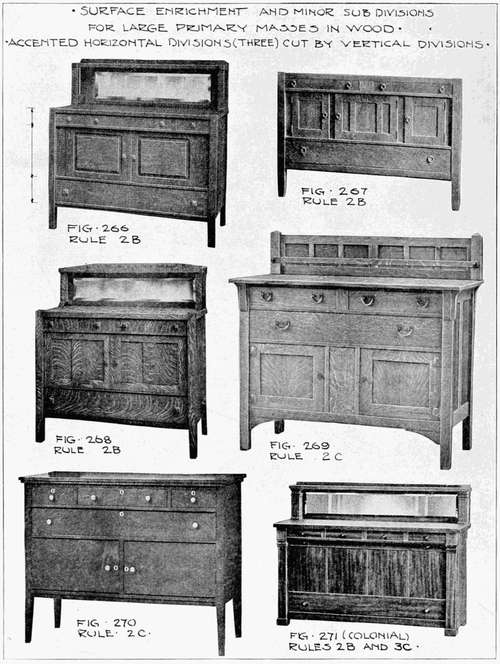 · SURFACE ENRICHMENT AND MINOR SUB DIVISIONS
FOR LARGE PRIMARY MASSES IN WOOD · ·
· ACCENTED HORIZONTAL DIVISIONS (THREE) CUT BY VERTICAL DIVISIONS ·
FIG · 266
RULE 2B
FIG · 267
RULE 2B
FIG · 268
RULE 2B
FIG · 269
RULE 2C
FIG · 270
RULE · 2C ·
FIG · 271 (COLONIAL)
RULES 2B AND 3C ·